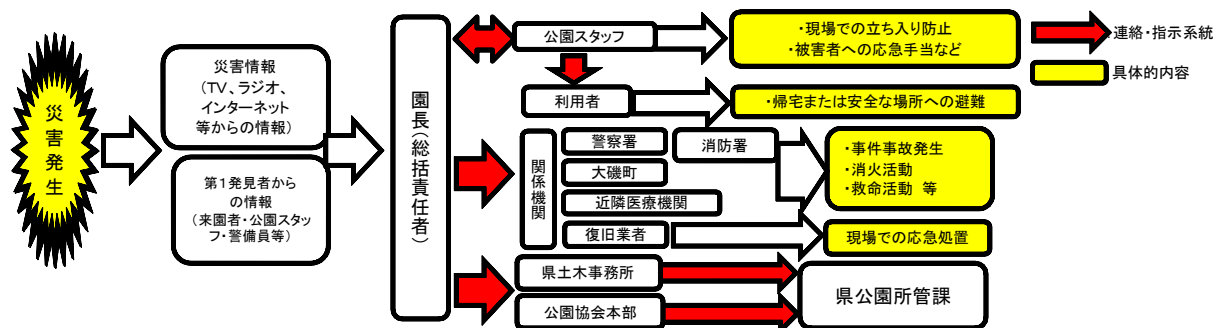 災害発生
災害情報
（TV、ラジオ、
インターネット
等からの情報）
第１発見者から
の情報
（来園者・公園スタッ
フ・警備員等）
園長（総括責任者）
公園スタッフ
・現場での立ち入り防止
・被害者への応急手当など
利用者
・帰宅または安全な場所への避難
関係機関
警察署
消防署
大磯町
近隣医療機関
復旧業者
・事件事故発生
・消火活動
・救命活動 等
現場での応急処置
県土木事務所
公園協会本部
県公園所管課
連絡・指示系統
具体的内容